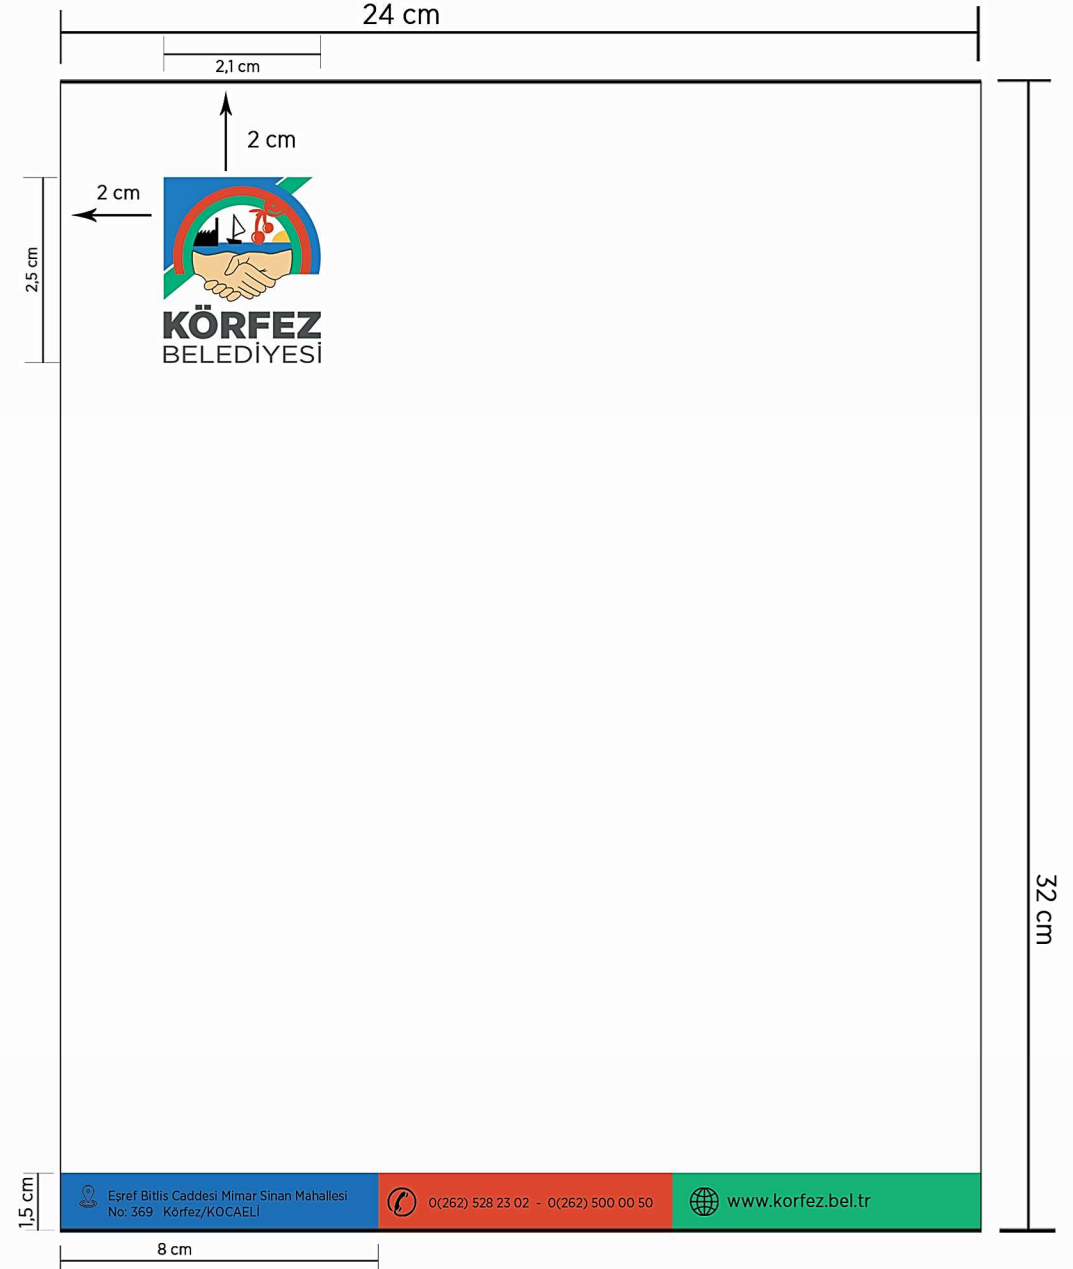 24 cm
2,1 cm
2 cm
2 cm
2,5 cm
KÖRFEZ
BELEDİYESİ
32 cm
1,5 cm
Eşref Bitlis Caddesi Mimar Sinan Mahallesi
No: 369 Körfez/KOCAELİ
0(262) 528 23 02 - 0(262) 500 00 50
www.korfez.bel.tr
8 cm